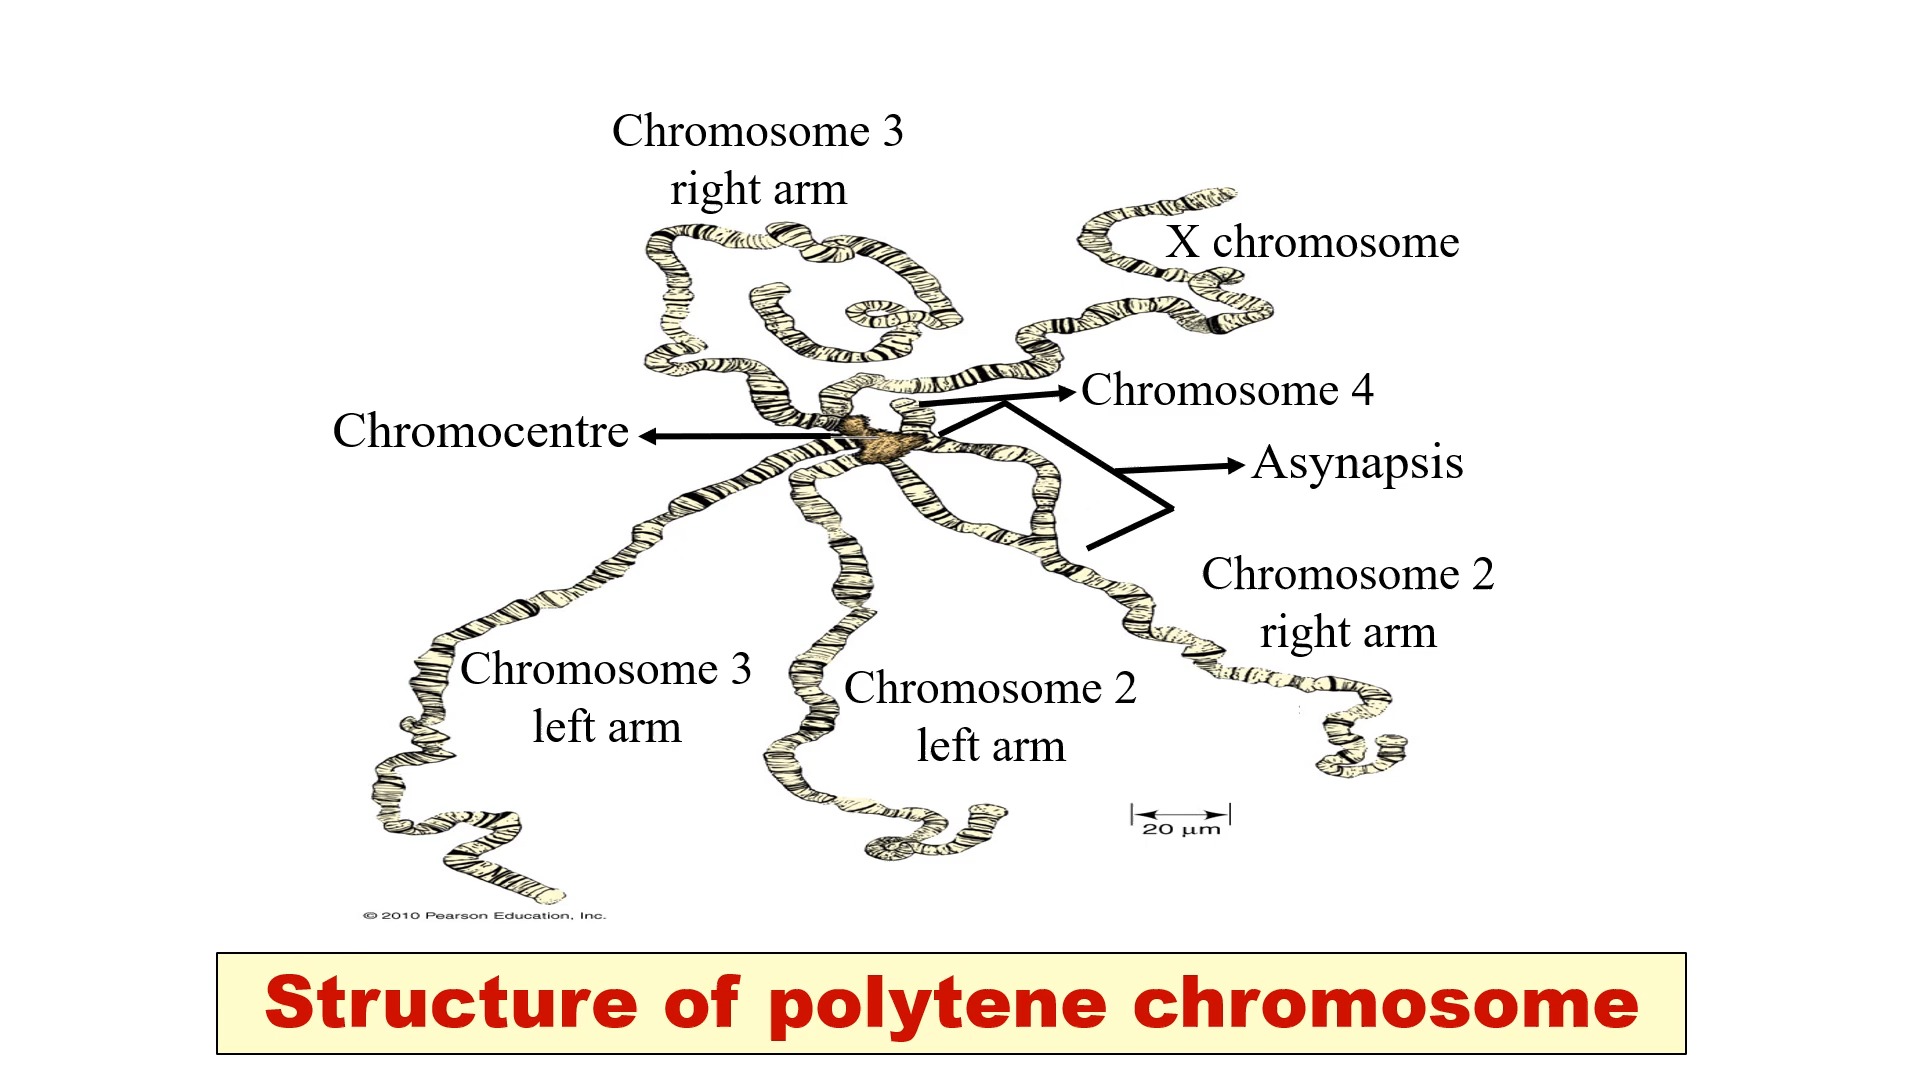 Chromosome 3
right arm
X chromosome
Chromosome 4
Chromocentre
Asynapsis
Chromosome 2
right arm
Chromosome 3
left arm
Chromosome 2
left arm
20 µm
© 2010 Pearson Education, Inc.
Structure of polytene chromosome